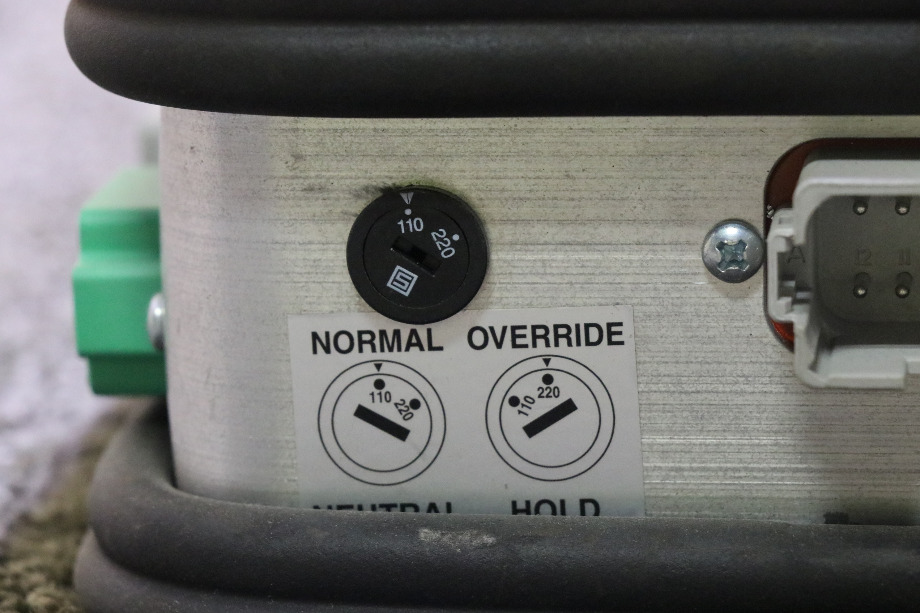 110 220
NORMAL OVERRIDE
110 220 110 220
HOLD
A